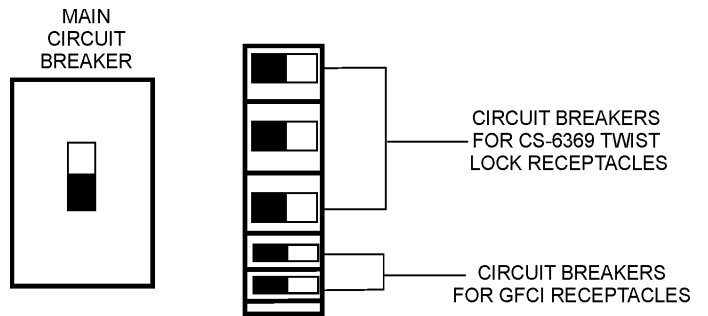 MAIN
CIRCUIT
BREAKER
CIRCUIT BREAKERS
FOR CS-6369 TWIST
LOCK RECEPTACLES
CIRCUIT BREAKERS
FOR GFCI RECEPTACLES